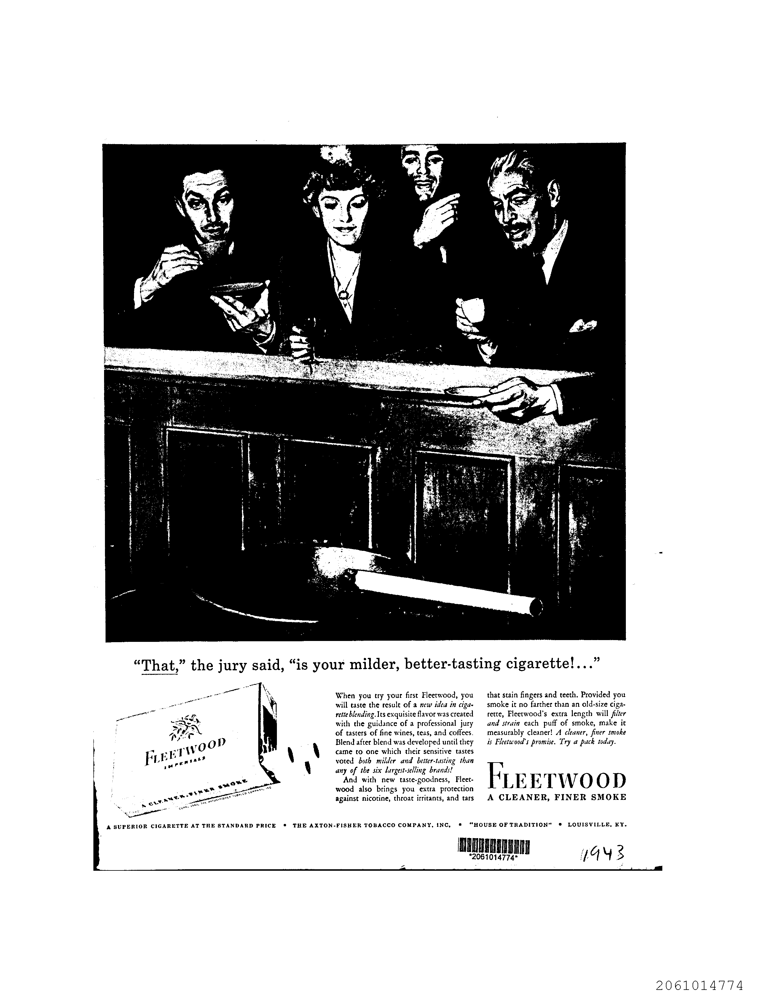 “That,” the jury said, “is your milder, better-tasting cigarette!...”
FLEETWOOD
IMPERIALS
A CLEANER, FINER SMOKE
When you try your first Fleetwood, you
will taste the result of a new idea in ciga-
rette blending. Its exquisite flavor was created
with the guidance of a professional jury
of tasters of fine wines, teas, and coffees.
Blend after blend was developed until they
came to one which their sensitive tastes
voted both milder and better-tasting than
any of the six largest-selling brands!
And with new taste-goodness, Fleet-
wood also brings you extra protection
against nicotine, throat irritants, and tars
that stain fingers and teeth. Provided you
smoke it no farther than an old-size ciga-
rette, Fleetwood's extra length will filter
and strain each puff of smoke, make it
measurably cleaner! A cleaner, finer smoke
is Fleetwood's promise. Try a pack today.
FLEETWOOD
A CLEANER, FINER SMOKE
A SUPERIOR CIGARETTE AT THE STANDARD PRICE • THE AXTON-FISHER TOBACCO COMPANY, INC. • "HOUSE OF TRADITION" • LOUISVILLE, KY.
*2061014774*
1943
2061014774